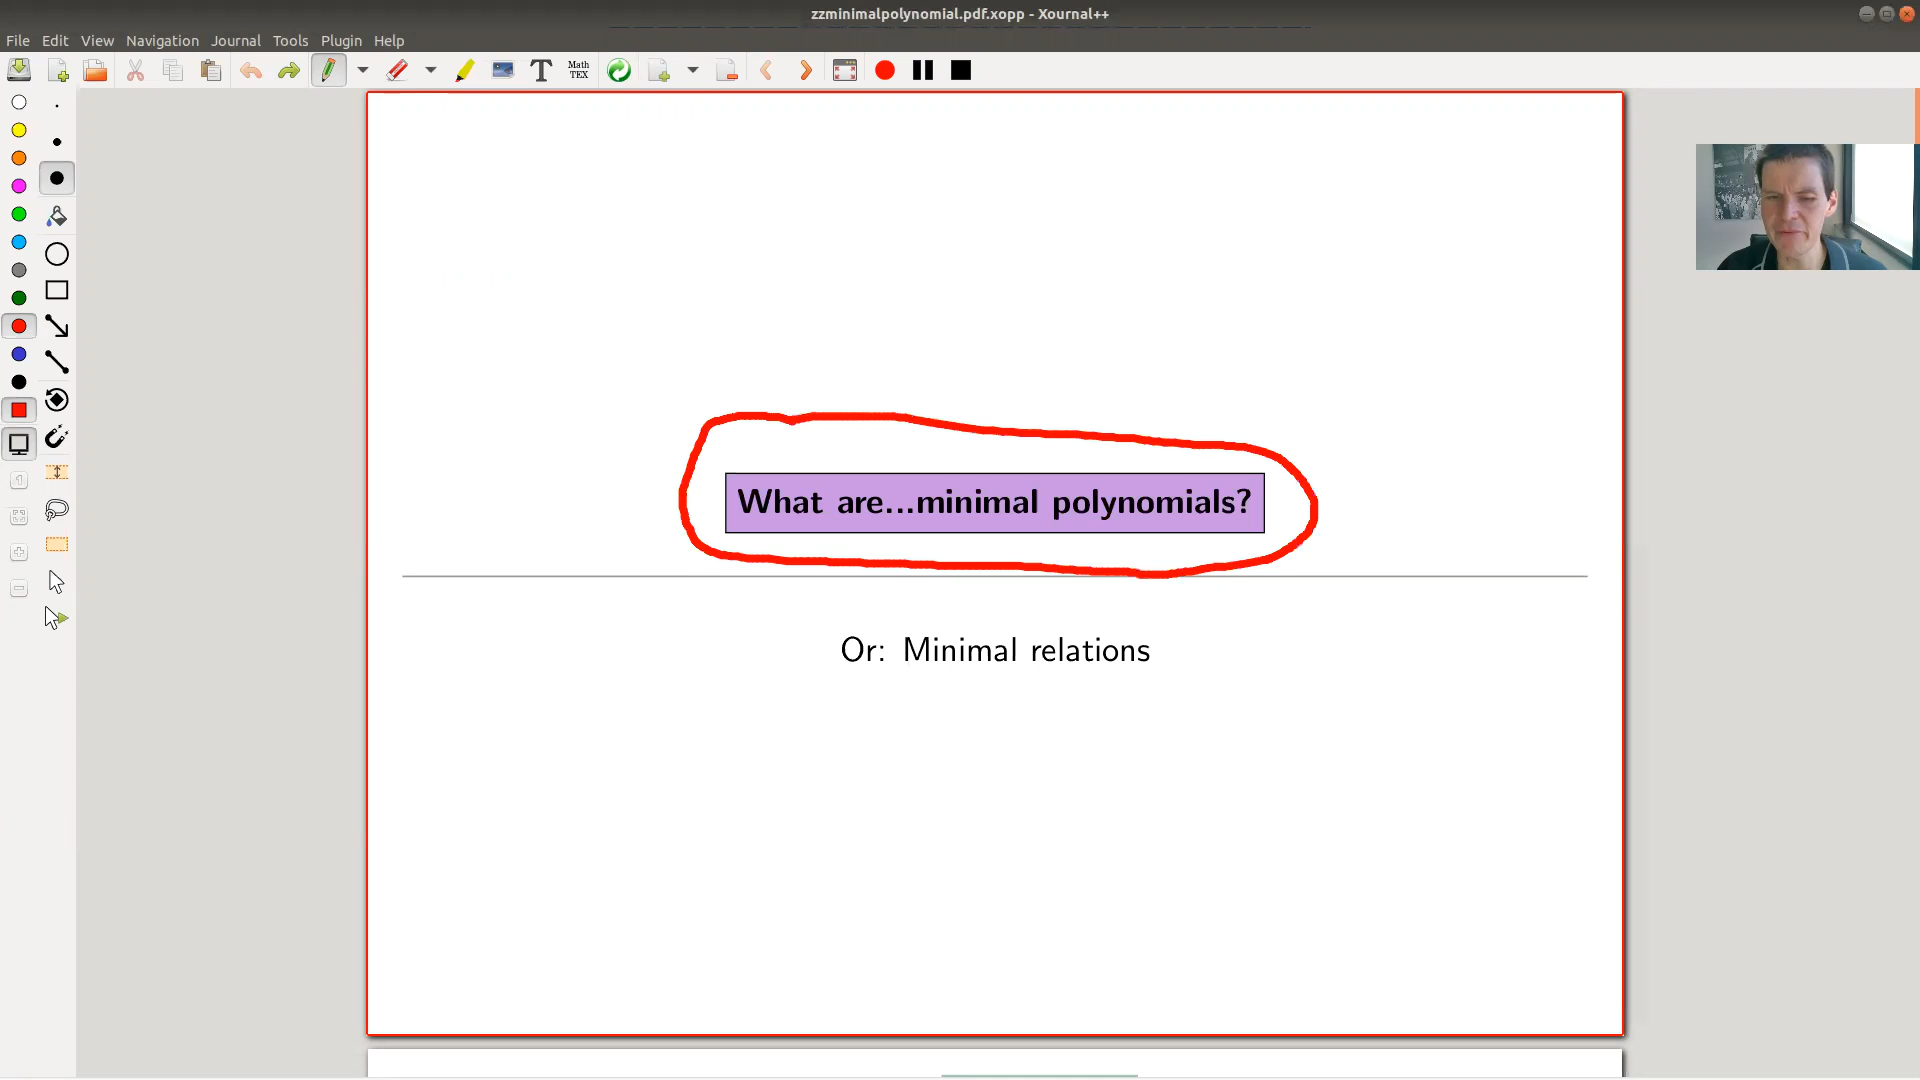 zzminimalpolynomial.pdf.xopp - Xournal++
File Edit View Navigation Journal Tools Plugin Help
Math
TEX
T
What are...minimal polynomials?
Or: Minimal relations